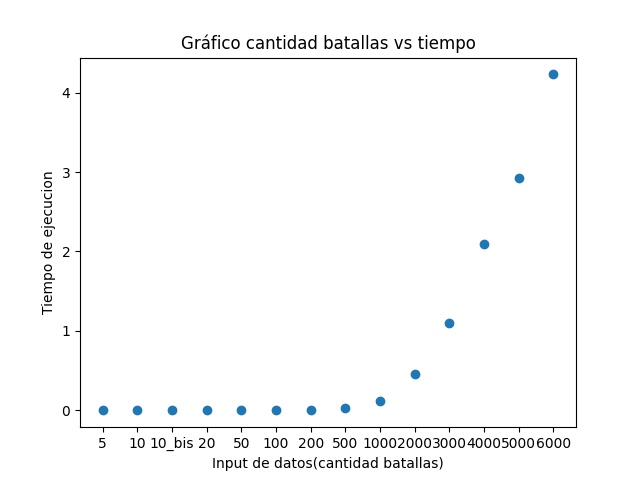 Gráfico cantidad batallas vs tiempo
4
3
2
1
0
Tiempo de ejecucion
5 10 10_bis 20 50 100 200 500 1000 2000 3000 4000 5000 6000
Input de datos(cantidad batallas)